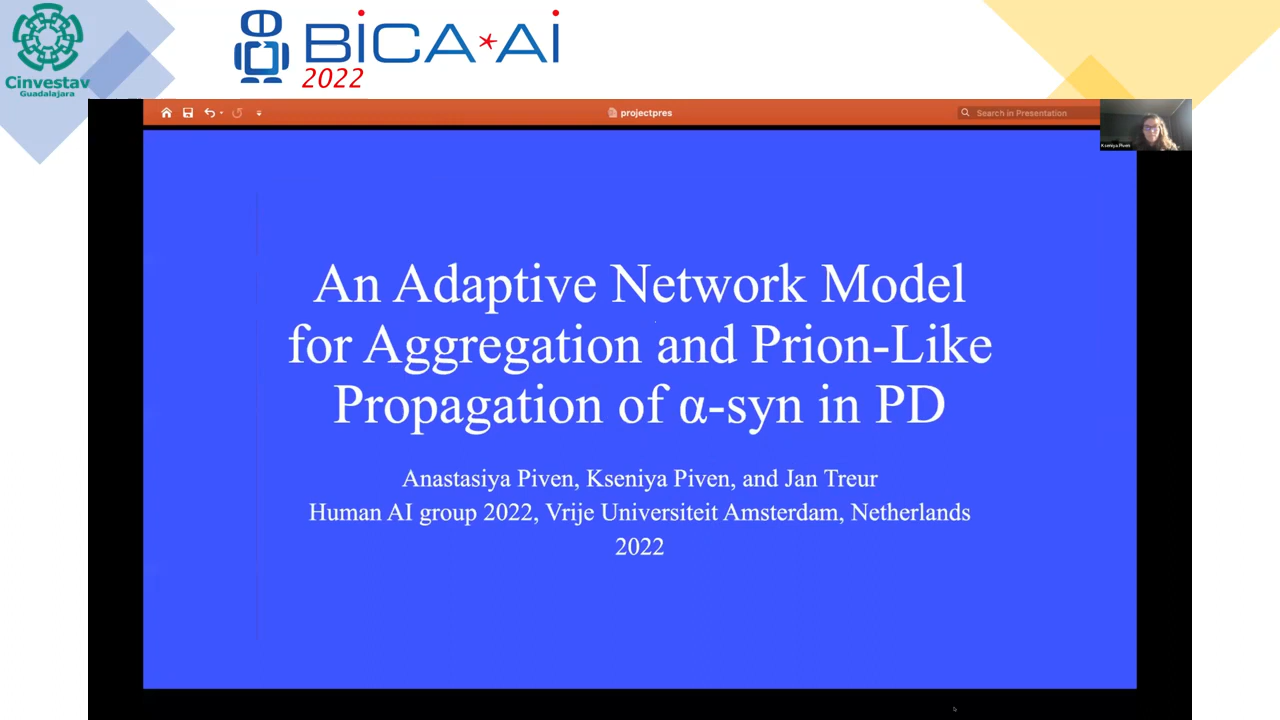 Cinvestav
Guadalajara
BiCA*Ai
2022
projectpres
Search in Presentation
Kseniya Piven
An Adaptive Network Model
for Aggregation and Prion-Like
Propagation of α-syn in PD
Anastasiya Piven, Kseniya Piven, and Jan Treur
Human AI group 2022, Vrije Universiteit Amsterdam, Netherlands
2022